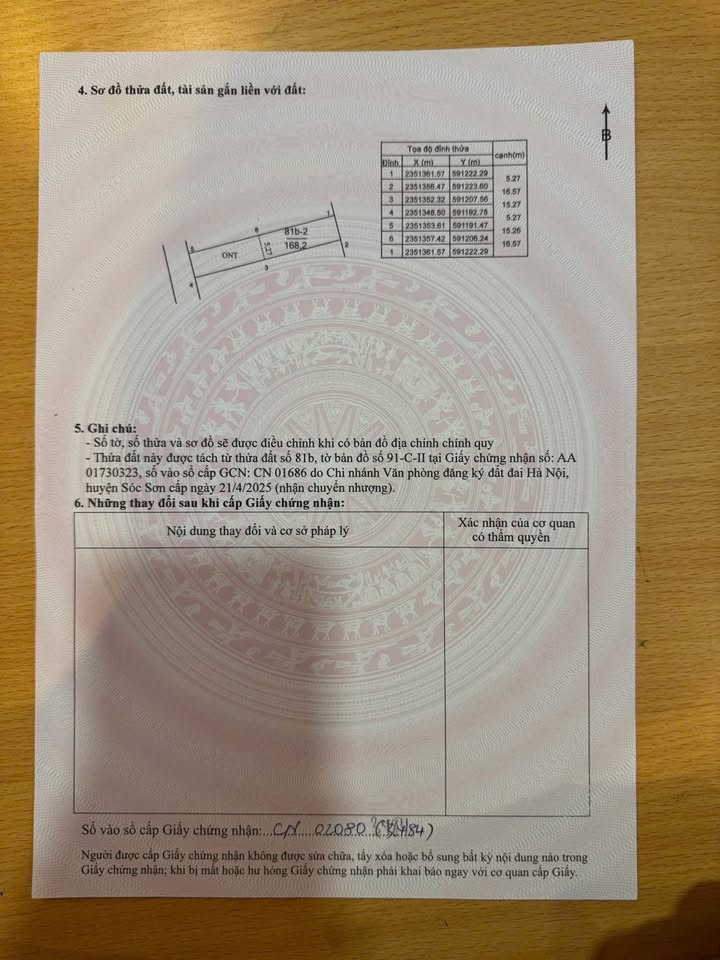 4. Sơ đồ thửa đất, tài sản gắn liền với đất:
B
Tọa độ đỉnh thửa
Đỉnh X (m) Y (m) cạnh(m)
1 2351361.57 591222.29
5.27
2 2351356.47 591223.60
16.57
3 2351352.32 591207.56
15.27
4 2351348.50 591192.78
5.27
5 2351353.61 591191.47
15.26
6 2351357.42 591206.24
16.57
1 2351361.57 591222.29
1
6
81b-2
168,2
2
5
ONT
5.27
3
4
5. Ghi chú:
- Số tờ, số thửa và sơ đồ sẽ được điều chỉnh khi có bản đồ địa chính chính quy
- Thửa đất này được tách từ thửa đất số 81b, tờ bản đồ số 91-C-II tại Giấy chứng nhận số: AA
01730323, số vào sổ cấp GCN: CN 01686 do Chi nhánh Văn phòng đăng ký đất đai Hà Nội,
huyện Sóc Sơn cấp ngày 21/4/2025 (nhận chuyển nhượng).
6. Những thay đổi sau khi cấp Giấy chứng nhận:
Nội dung thay đổi và cơ sở pháp lý
Xác nhận của cơ quan
có thẩm quyền
Số vào sổ cấp Giấy chứng nhận:...CN.....02080
Người được cấp Giấy chứng nhận không được sửa chữa, tẩy xóa hoặc bổ sung bất kỳ nội dung nào trong
Giấy chứng nhận; khi bị mất hoặc hư hỏng Giấy chứng nhận phải khai báo ngay với cơ quan cấp Giấy.